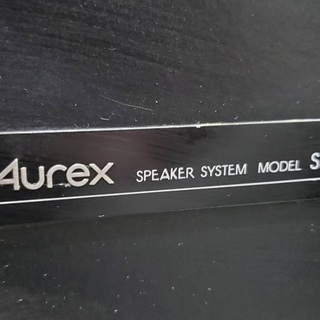 Aurex SPEAKER SYSTEM MODEL S